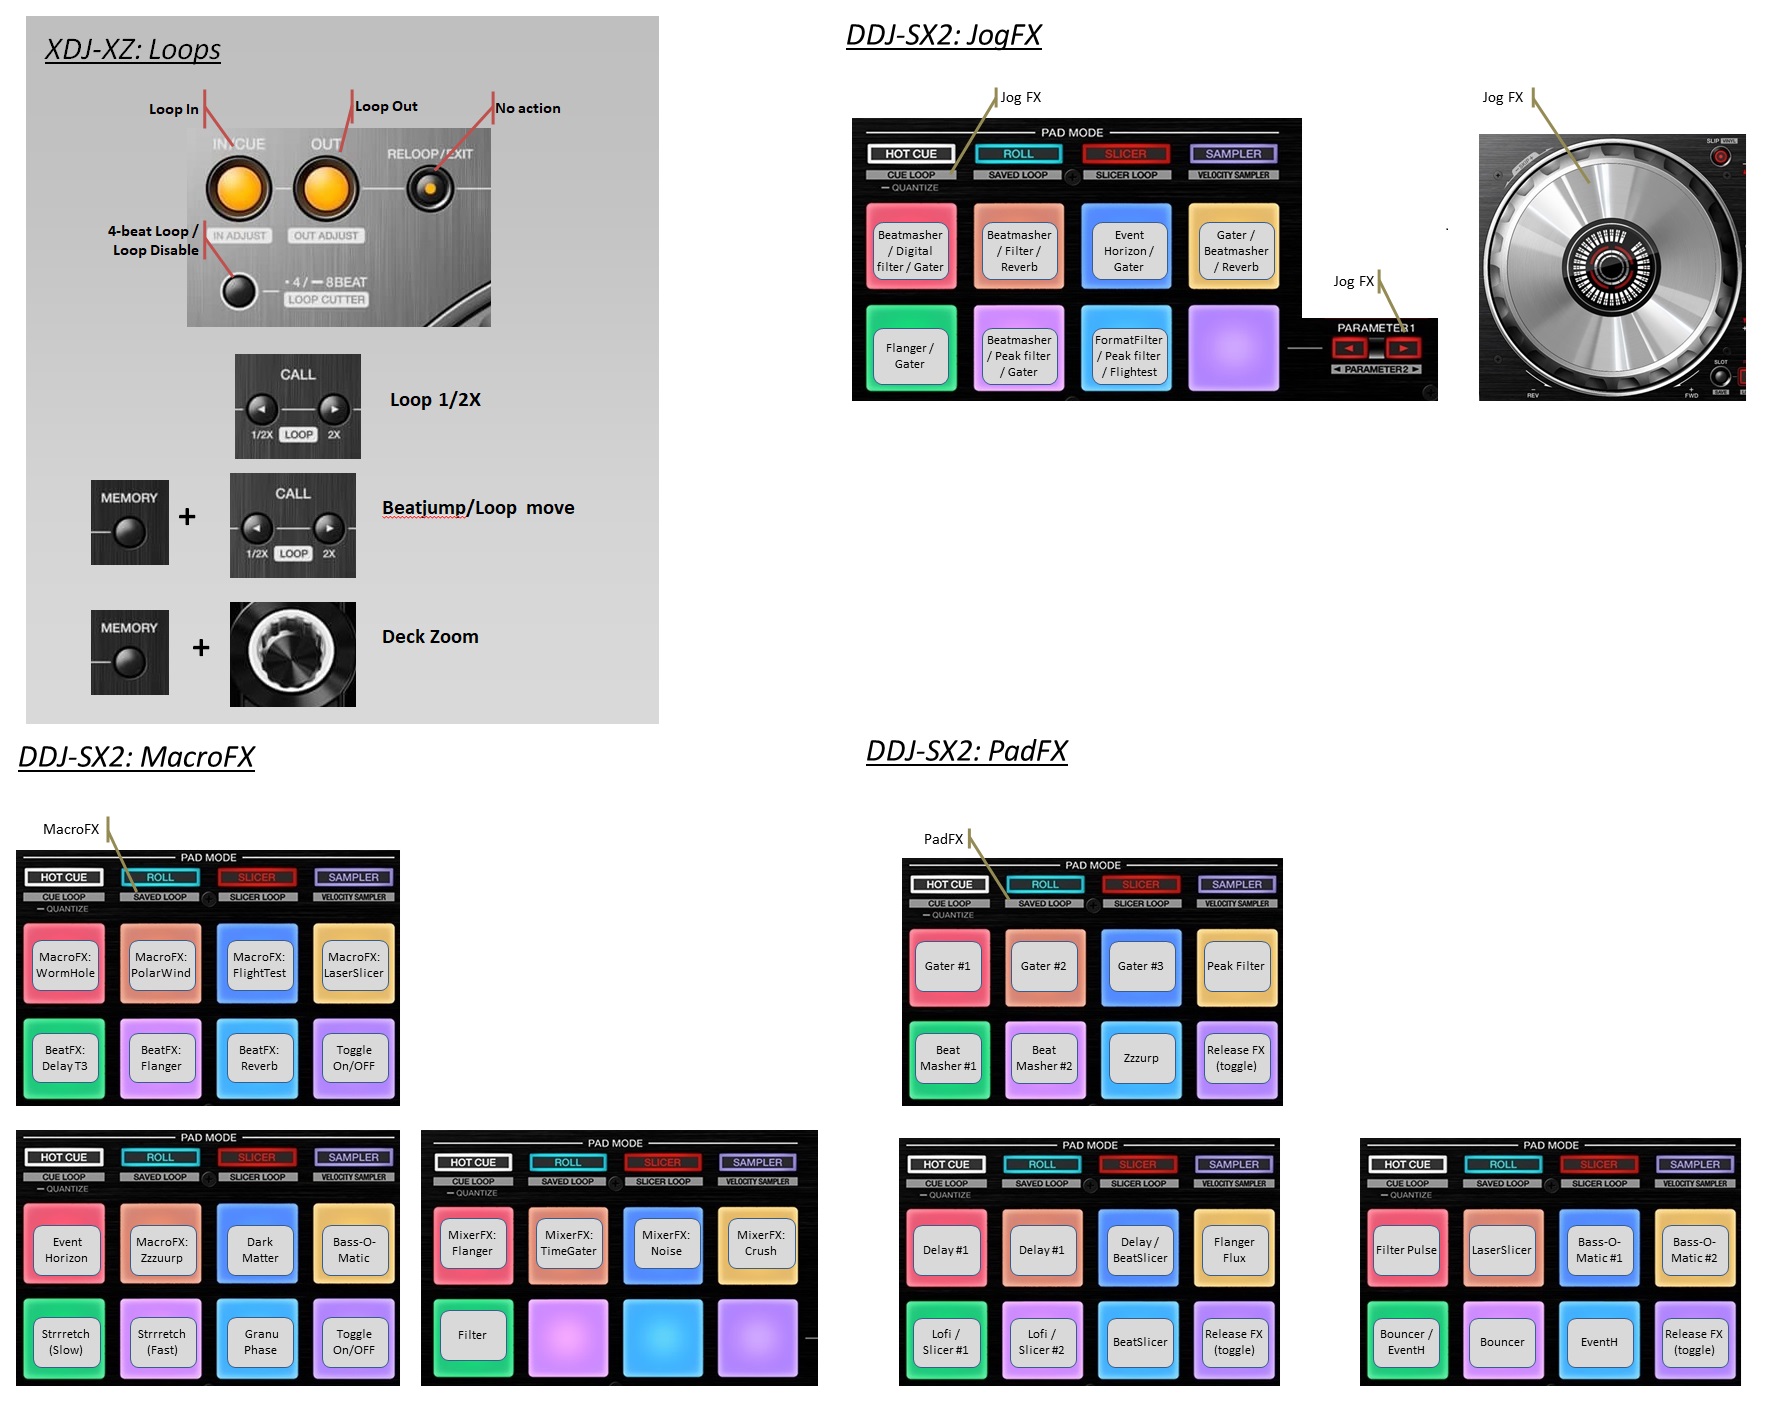 XDJ-XZ: Loops
Loop In
Loop Out
No action
IN/CUE
OUT
RELOOP/EXIT
4-beat Loop /
Loop Disable
IN ADJUST
OUT ADJUST
• 4 / — 8BEAT
LOOP CUTTER
CALL
1/2X LOOP 2X
Loop 1/2X
MEMORY
+
CALL
1/2X LOOP 2X
Beatjump/Loop move
MEMORY
+
Deck Zoom
DDJ-SX2: JogFX
Jog FX
PAD MODE
HOT CUE ROLL SLICER SAMPLER
CUE LOOP SAVED LOOP SLICER LOOP VELOCITY SAMPLER
— QUANTIZE
Beatmasher
/ Digital
filter / Gater
Beatmasher
/ Filter /
Reverb
Event
Horizon /
Gater
Gater /
Beatmasher
/ Reverb
Flanger /
Gater
Beatmasher
/ Peak filter
/ Gater
FormatFilter
/ Peak filter
/ Flightest
Jog FX
PARAMETER1
◄ PARAMETER2 ►
.
Jog FX
SLIP VINYL
SLOT
REV
FWD
DDJ-SX2: MacroFX
MacroFX
PAD MODE
HOT CUE ROLL SLICER SAMPLER
CUE LOOP SAVED LOOP SLICER LOOP VELOCITY SAMPLER
— QUANTIZE
MacroFX:
WormHole
MacroFX:
PolarWind
MacroFX:
FlightTest
MacroFX:
LaserSlicer
BeatFX:
Delay T3
BeatFX:
Flanger
BeatFX:
Reverb
Toggle
On/OFF
PAD MODE
HOT CUE ROLL SLICER SAMPLER
CUE LOOP SAVED LOOP SLICER LOOP VELOCITY SAMPLER
— QUANTIZE
Event
Horizon
MacroFX:
Zzzuurp
Dark
Matter
Bass-O-
Matic
Strrretch
(Slow)
Strrretch
(Fast)
Granu
Phase
Toggle
On/OFF
PAD MODE
HOT CUE ROLL SLICER SAMPLER
CUE LOOP SAVED LOOP SLICER LOOP VELOCITY SAMPLER
— QUANTIZE
MixerFX:
Flanger
MixerFX:
TimeGater
MixerFX:
Noise
MixerFX:
Crush
Filter
DDJ-SX2: PadFX
PadFX
PAD MODE
HOT CUE ROLL SLICER SAMPLER
CUE LOOP SAVED LOOP SLICER LOOP VELOCITY SAMPLER
— QUANTIZE
Gater #1
Gater #2
Gater #3
Peak Filter
Beat
Masher #1
Beat
Masher #2
Zzzurp
Release FX
(toggle)
PAD MODE
HOT CUE ROLL SLICER SAMPLER
CUE LOOP SAVED LOOP SLICER LOOP VELOCITY SAMPLER
— QUANTIZE
Delay #1
Delay #1
Delay /
BeatSlicer
Flanger
Flux
Lofi /
Slicer #1
Lofi /
Slicer #2
BeatSlicer
Release FX
(toggle)
PAD MODE
HOT CUE ROLL SLICER SAMPLER
CUE LOOP SAVED LOOP SLICER LOOP VELOCITY SAMPLER
— QUANTIZE
Filter Pulse
LaserSlicer
Bass-O-
Matic #1
Bass-O-
Matic #2
Bouncer /
EventH
Bouncer
EventH
Release FX
(toggle)